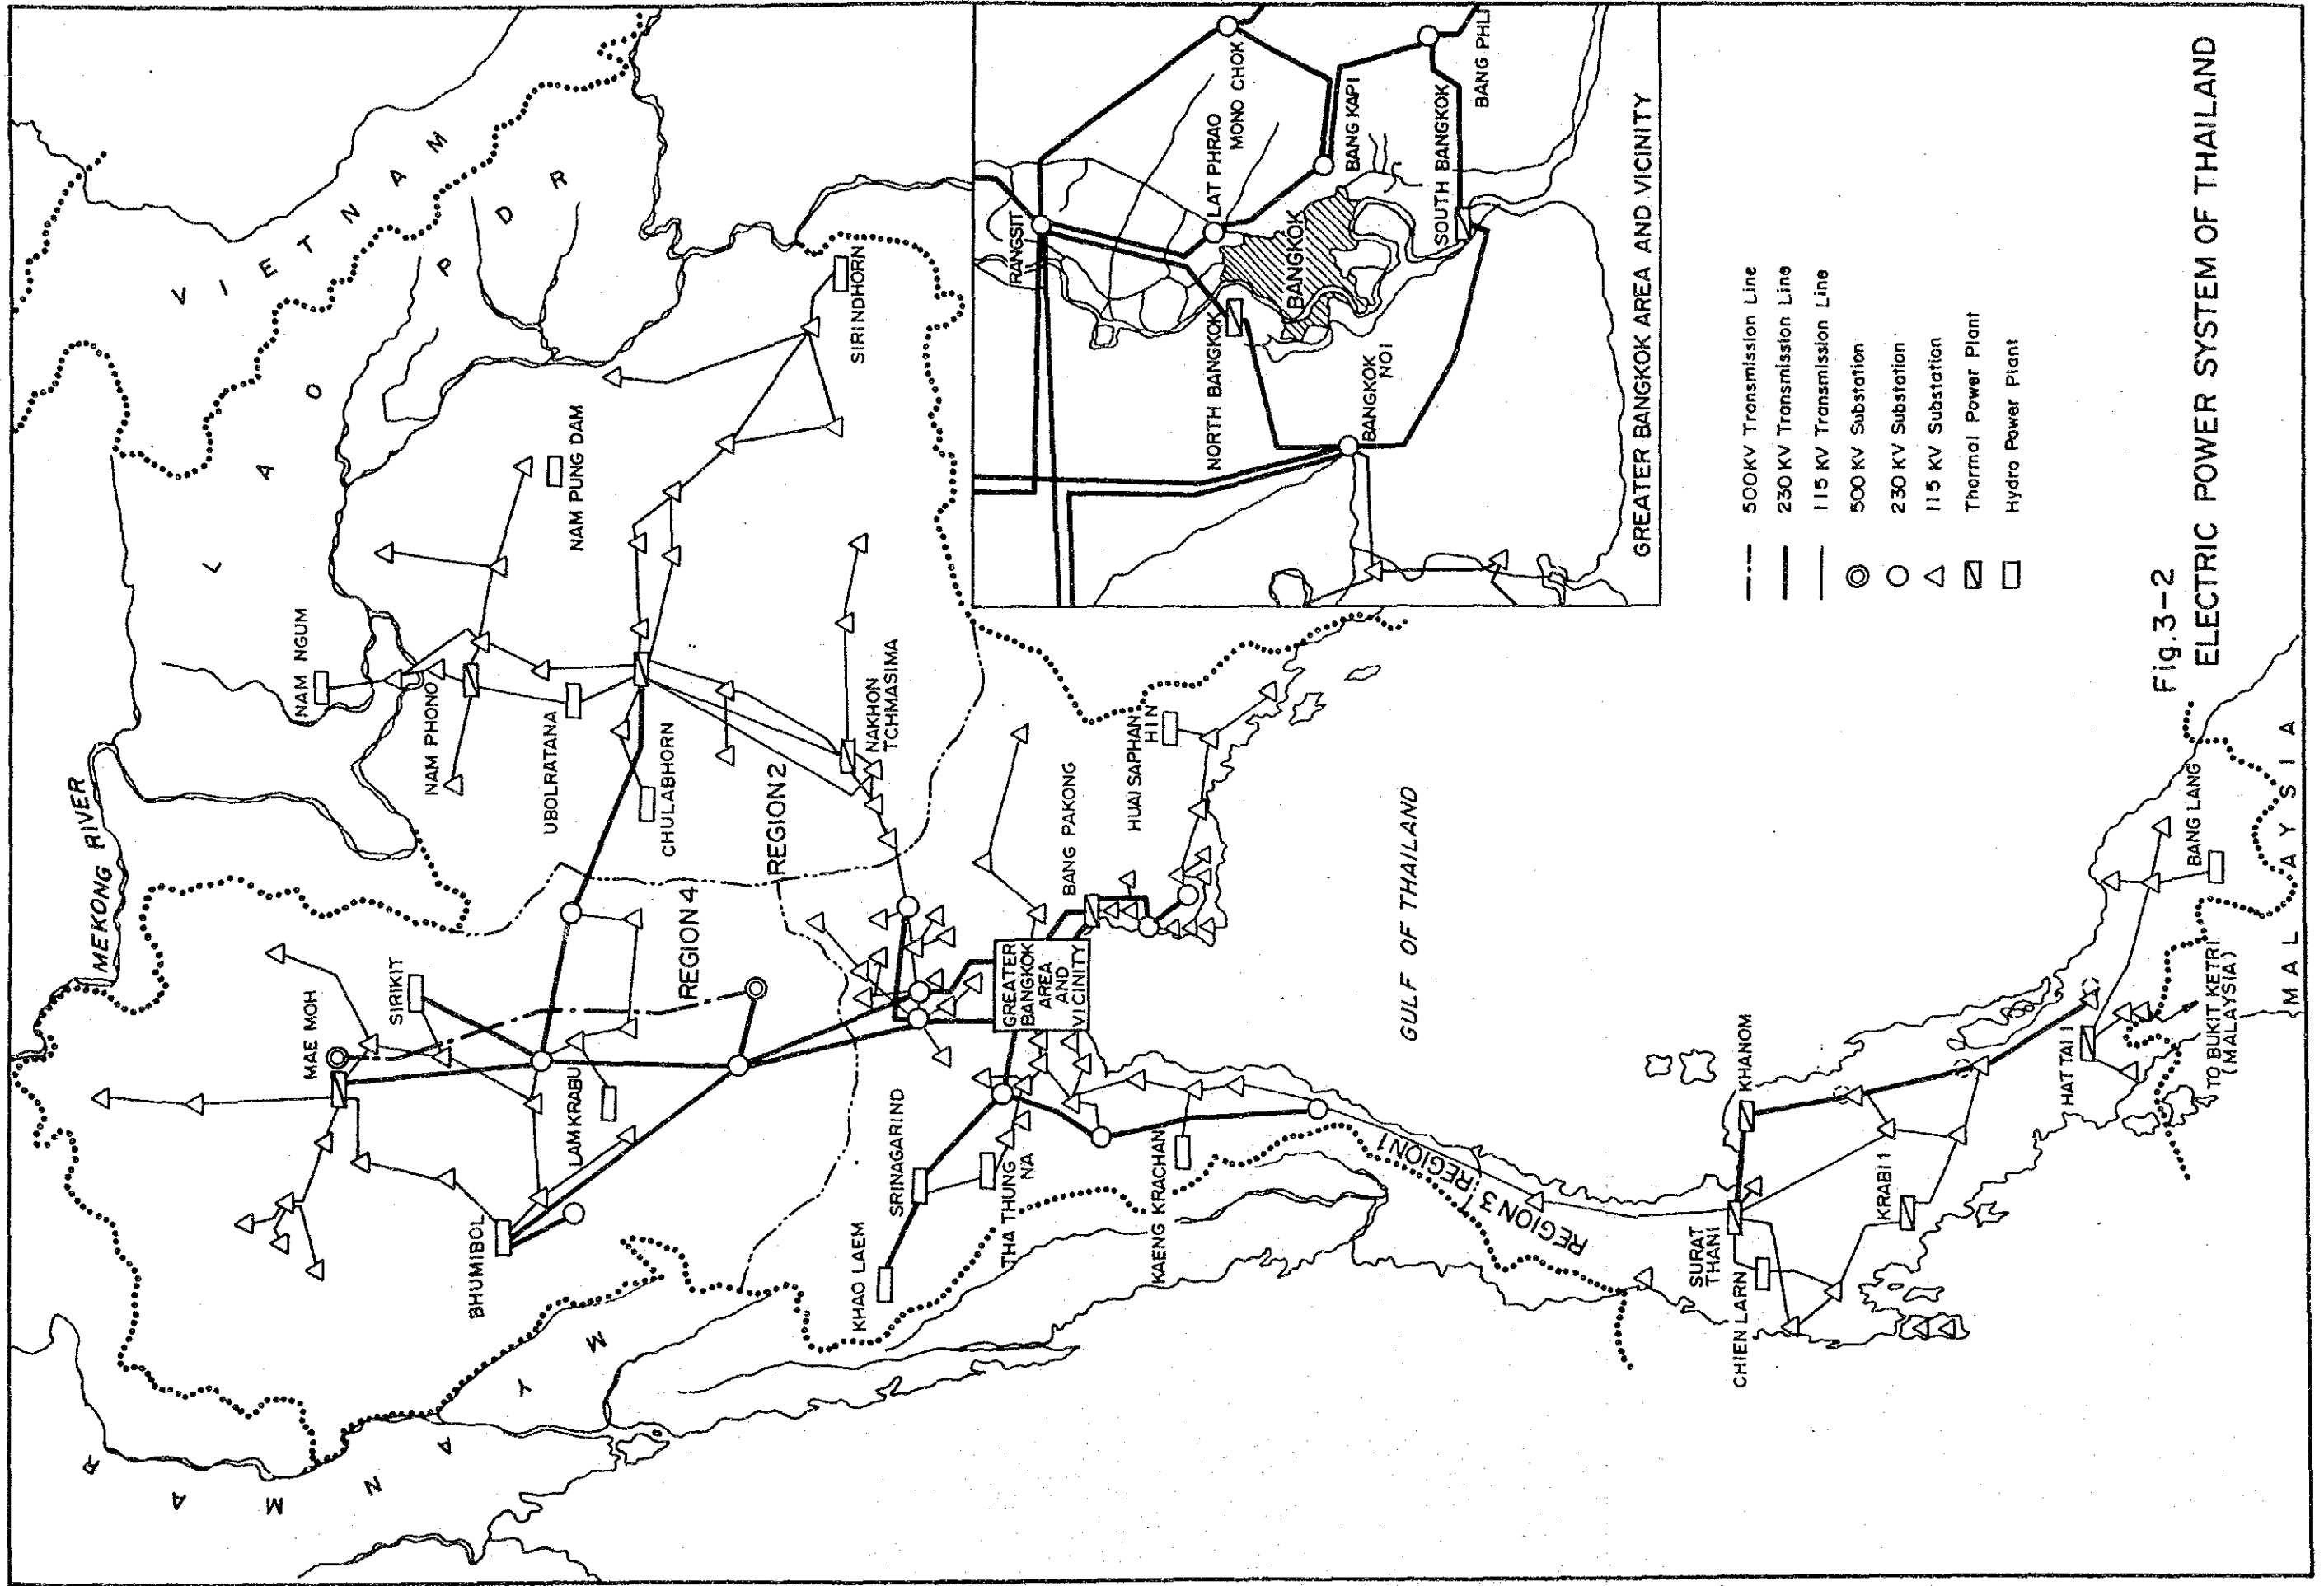 MEKONG RIVER
VIETNAM
LAO
P D R
MYANMAR
MALAYSIA
NAM NGUM
NAM PHONO
UBOLRATANA
CHULABHORN
NAM PUNG DAM
SIRINDHORN
NAKHON
TCHMASIMA
REGION 2
REGION 4
MAE MOH
SIRIKIT
LAM KRABU
BHUMIBOL
SRINAGARIND
KHAO LAEM
THA THUNG
NA
KAENG KRACHAN
GREATER
BANGKOK
AREA
AND
VICINITY
BANG PAKONG
HUAI SAPHAN
HIN
GULF OF THAILAND
REGION 1
REGION 3
KHANOM
SURAT
THANI
CHIEN LARN
KRABI 1
HAT TAI 1
BANG LANG
TO BUKIT KETRI
(MALAYSIA)
RANGSIT
LAT PHRAO
MONO CHOK
BANG KAPI
NORTH BANGKOK
BANGKOK
SOUTH BANGKOK
BANG PHLI
BANGKOK
NOI
GREATER BANGKOK AREA AND VICINITY
500KV Transmission Line
230 KV Transmission Line
115 KV Transmission Line
500 KV Substation
230 KV Substation
115 KV Substation
Thormal Power Plant
Hydro Power Plant
Fig.3-2
ELECTRIC POWER SYSTEM OF THAILAND